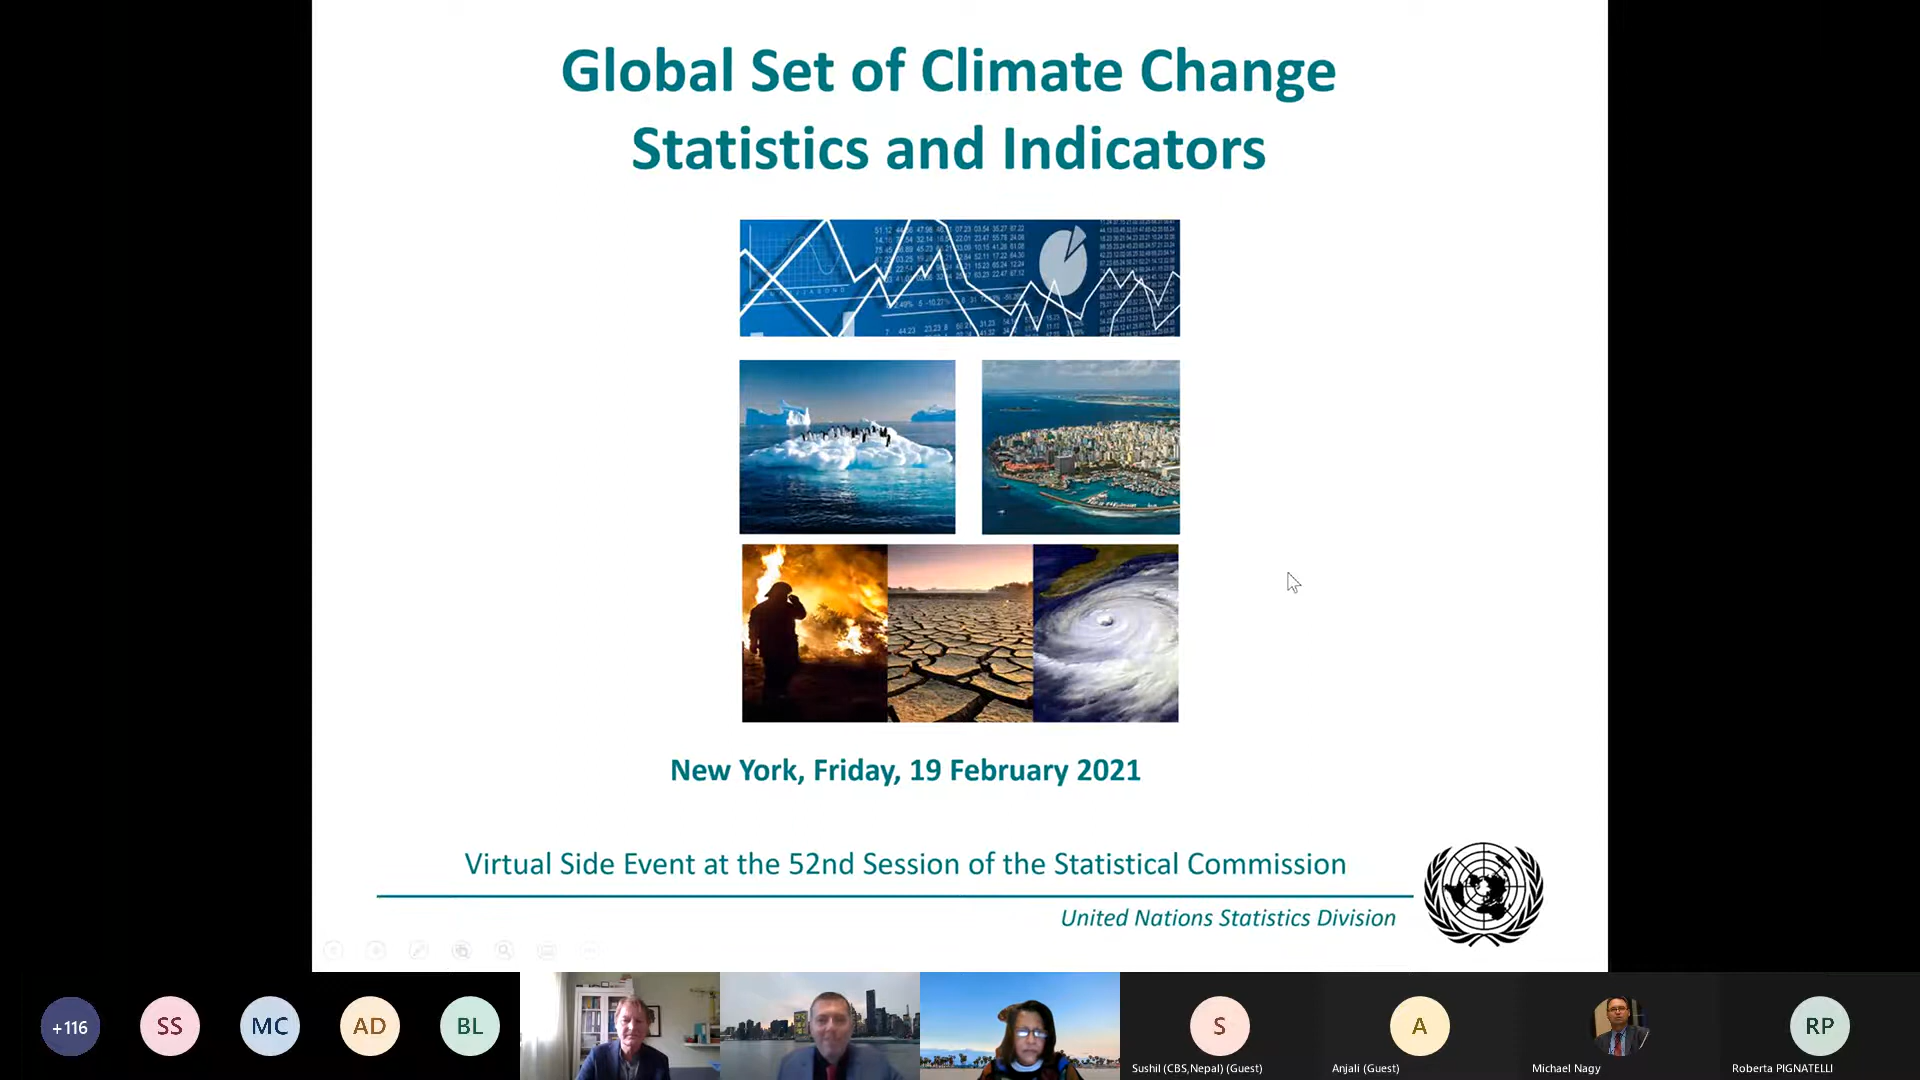 Global Set of Climate Change
Statistics and Indicators
New York, Friday, 19 February 2021
Virtual Side Event at the 52nd Session of the Statistical Commission
United Nations Statistics Division
+116
SS
MC
AD
BL
S
A
RP
Sushil (CBS,Nepal) (Guest)
Anjali (Guest)
Michael Nagy
Roberta PIGNATELLI